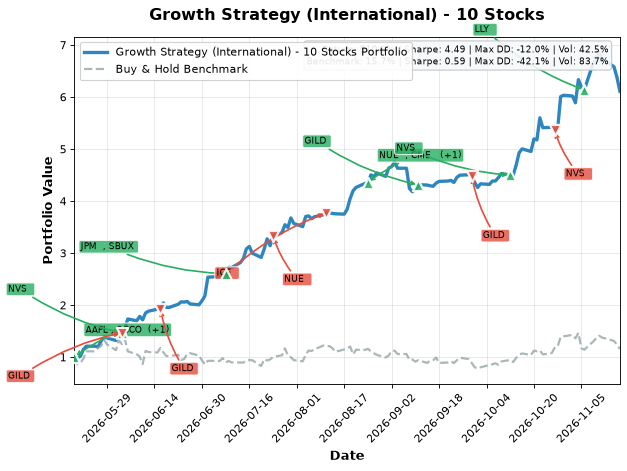 Growth Strategy (International) - 10 Stocks
LLY
Growth Strategy (International) - 10 Stocks Portfolio
Buy & Hold Benchmark
Sharpe: 4.49 | Max DD: -12.0% | Vol: 42.5%
Benchmark: 15.7% | Sharpe: 0.59 | Max DD: -42.1% | Vol: 83.7%
GILD
NVS
NUE, CME (+1)
NVS
GILD
JPM , SBUX
NUE
NVS
AAPL, (+1)
GILD
GILD
7
6
5
4
3
2
1
Portfolio Value
2026-05-29
2026-06-14
2026-06-30
2026-07-16
2026-08-01
2026-08-17
2026-09-02
2026-09-18
2026-10-04
2026-10-20
2026-11-05
Date